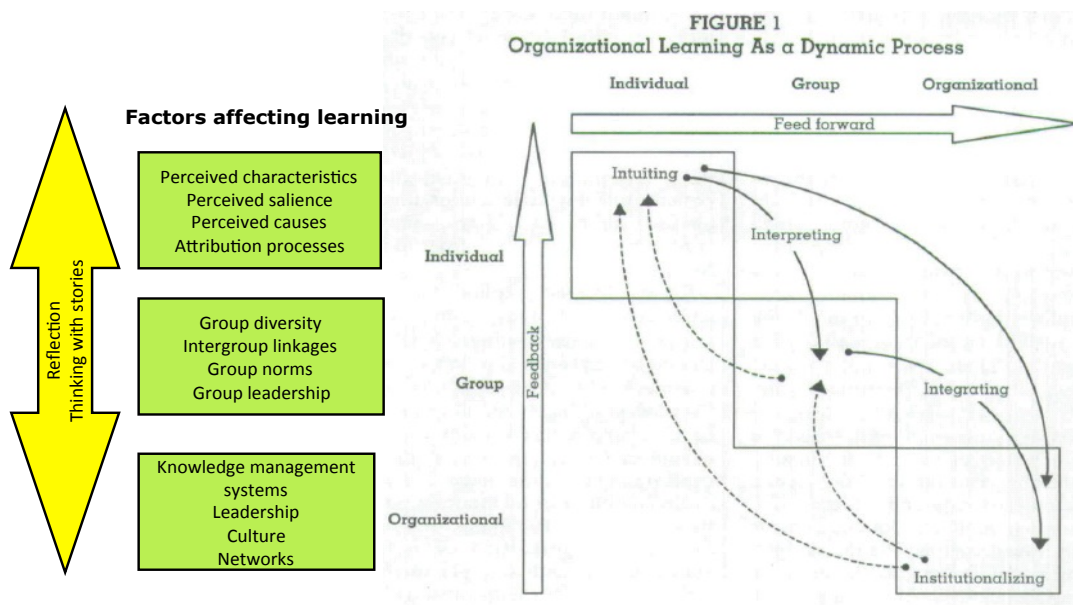 FIGURE 1
Organizational Learning As a Dynamic Process
Individual Group Organizational
Feed forward
Factors affecting learning
Reflection
Thinking with stories
Perceived characteristics
Perceived salience
Perceived causes
Attribution processes
Group diversity
Intergroup linkages
Group norms
Group leadership
Knowledge management
systems
Leadership
Culture
Networks
Individual
Group
Organizational
Feedback
Intuiting
Interpreting
Integrating
Institutionalizing